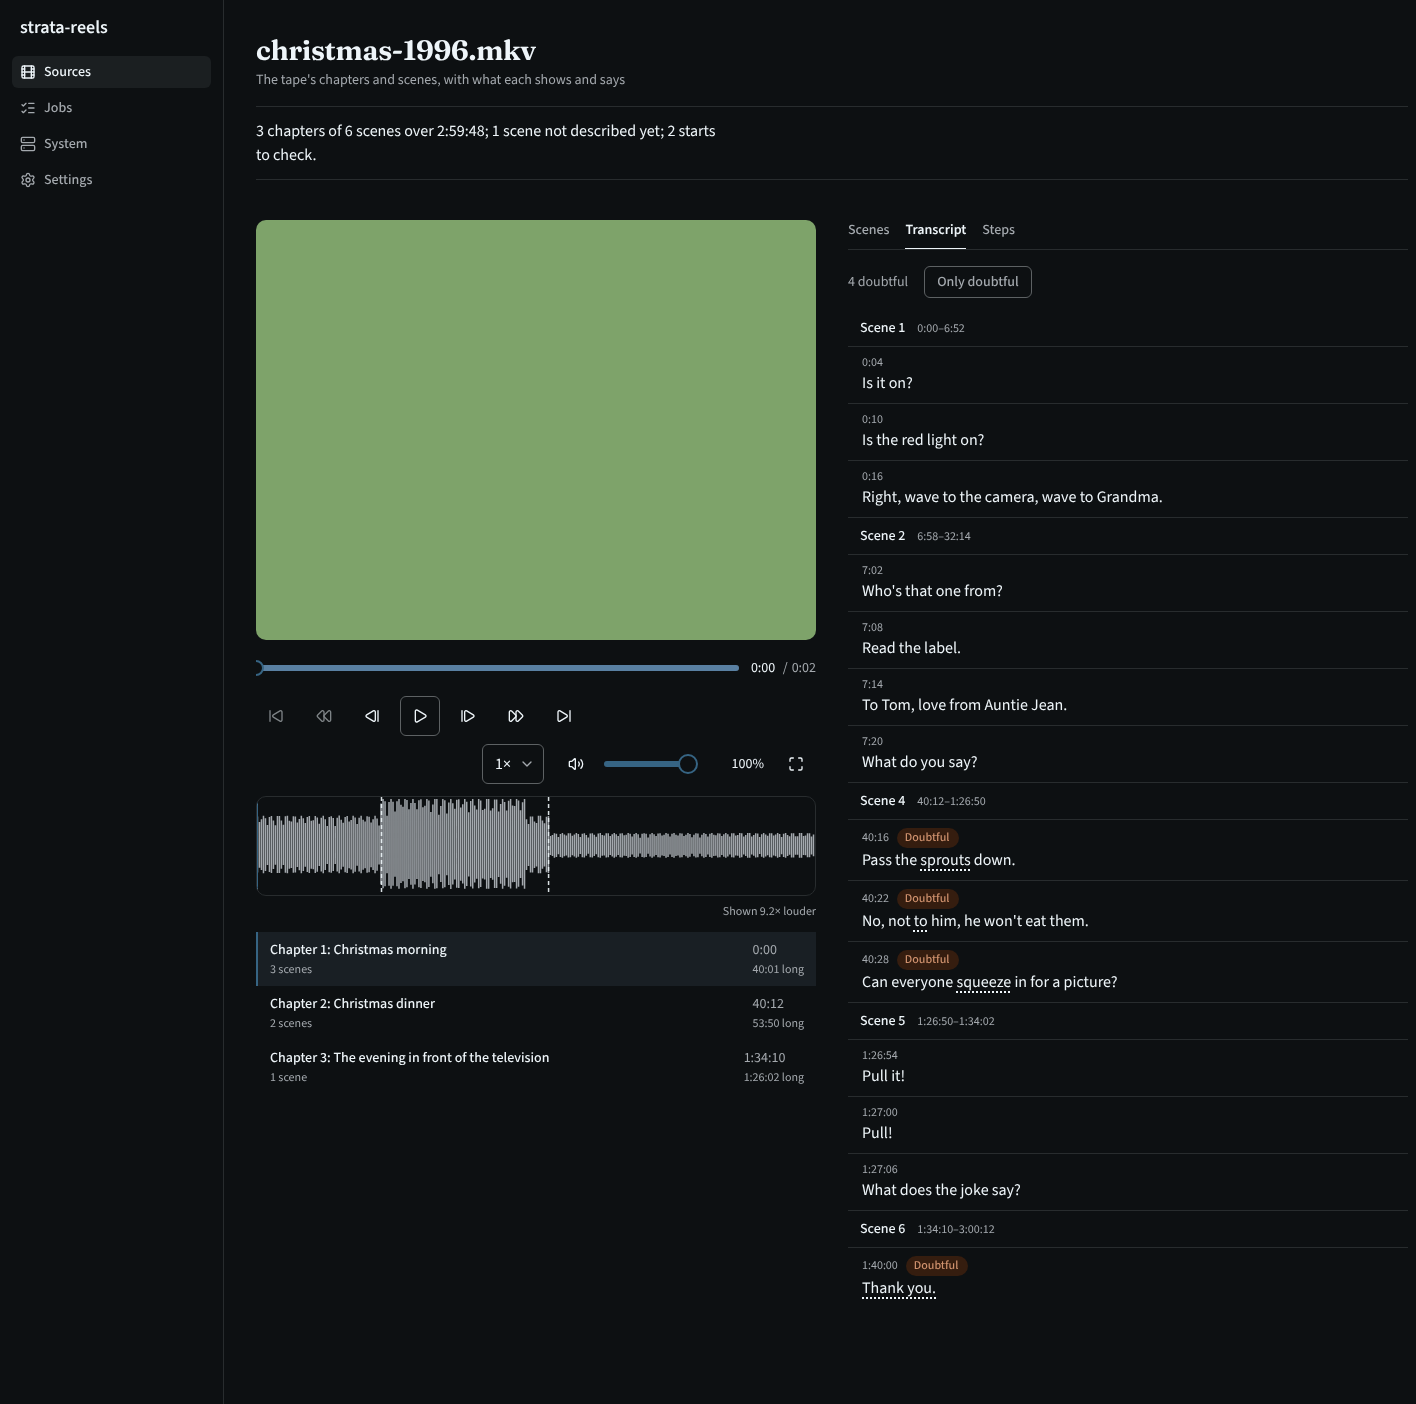 strata-reels
Sources
Jobs
System
Settings
christmas-1996.mkv
The tape's chapters and scenes, with what each shows and says
3 chapters of 6 scenes over 2:59:48; 1 scene not described yet; 2 starts
to check.
0:00 / 0:02
1×
100%
Shown 9.2× louder
Chapter 1: Christmas morning 0:00
3 scenes 40:01 long
Chapter 2: Christmas dinner 40:12
2 scenes 53:50 long
Chapter 3: The evening in front of the television 1:34:10
1 scene 1:26:02 long
Scenes Transcript Steps
4 doubtful Only doubtful
Scene 1 0:00–6:52
0:04
Is it on?
0:10
Is the red light on?
0:16
Right, wave to the camera, wave to Grandma.
Scene 2 6:58–32:14
7:02
Who's that one from?
7:08
Read the label.
7:14
To Tom, love from Auntie Jean.
7:20
What do you say?
Scene 4 40:12–1:26:50
40:16 Doubtful
Pass the sprouts down.
40:22 Doubtful
No, not to him, he won't eat them.
40:28 Doubtful
Can everyone squeeze in for a picture?
Scene 5 1:26:50–1:34:02
1:26:54
Pull it!
1:27:00
Pull!
1:27:06
What does the joke say?
Scene 6 1:34:10–3:00:12
1:40:00 Doubtful
Thank you.